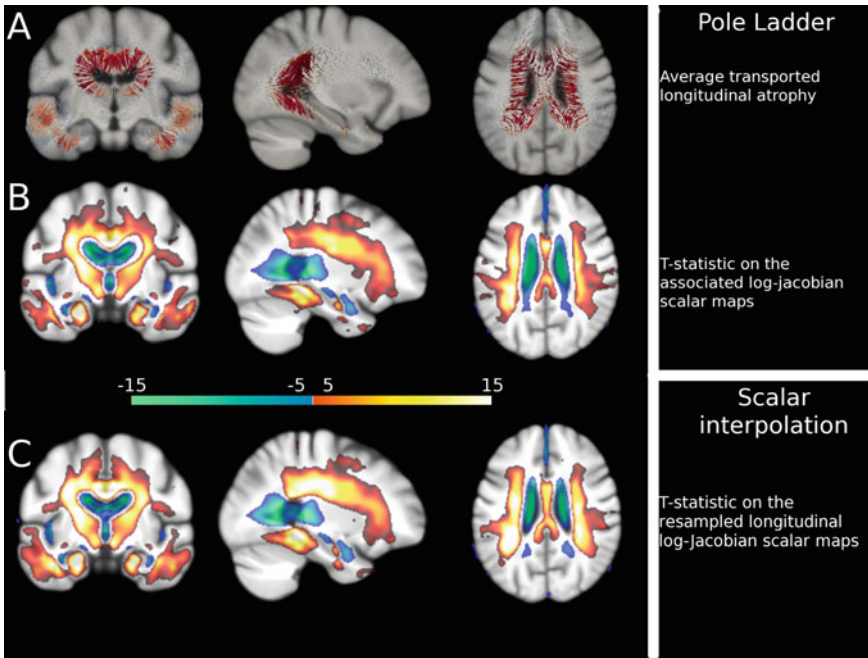 A
Pole Ladder
Average transported
longitudinal atrophy
B
T-statistic on the
associated log-jacobian
scalar maps
-15
-5
5
15
Scalar
interpolation
C
T-statistic on the
resampled longitudinal
log-Jacobian scalar maps